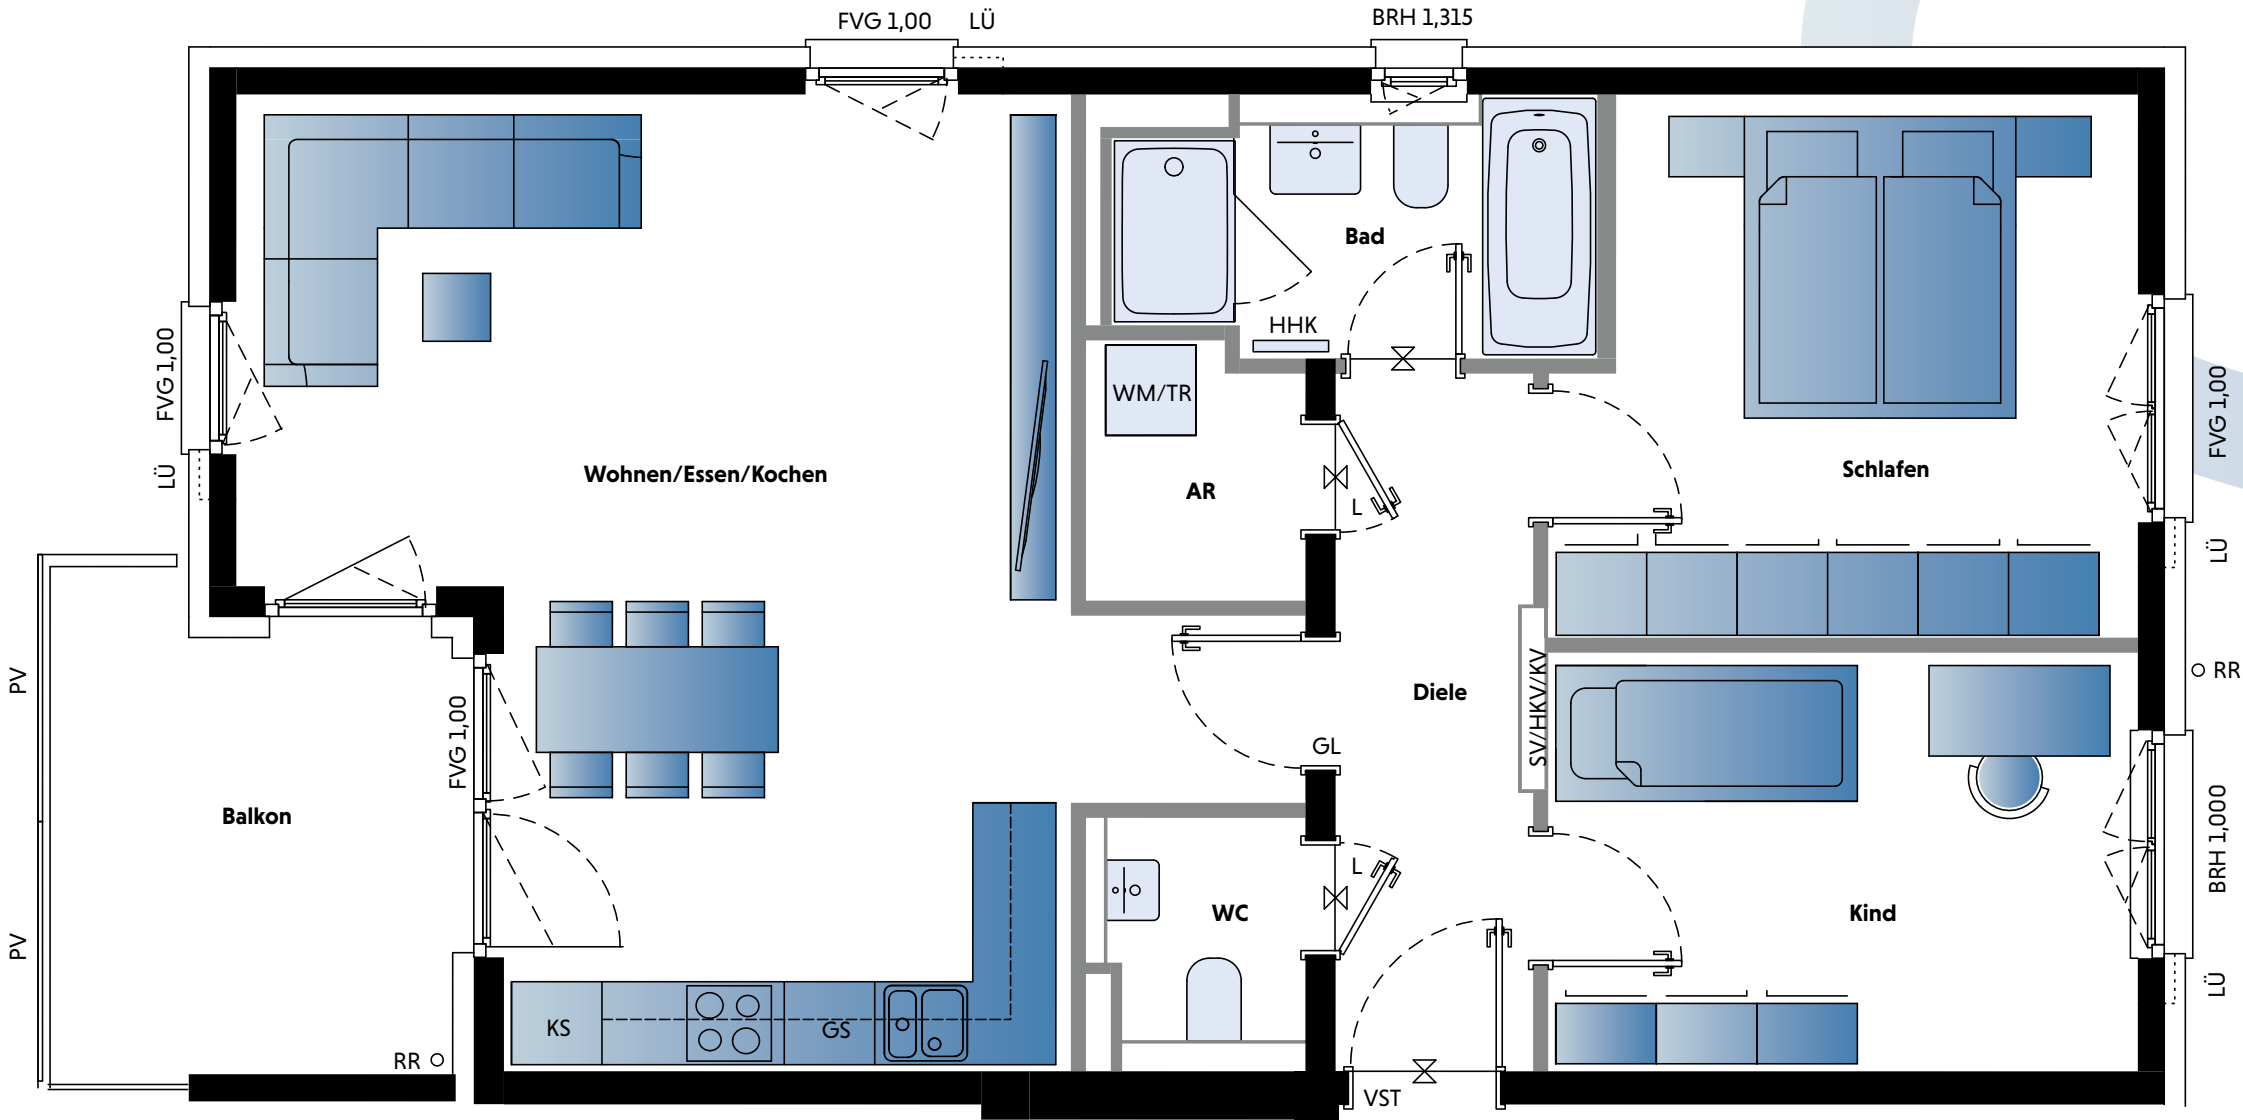 FVG 1,00
LÜ
BRH 1,315
Bad
HHK
WM/TR
FVG 1,00
FVG 1,00
Wohnen/Essen/Kochen
Schlafen
LÜ
AR
L
LÜ
PV
FVG 1,00
Diele
SV/HKV/KV
RR
GL
Balkon
BRH 1,000
L
WC
Kind
PV
LÜ
KS
GS
RR
VST